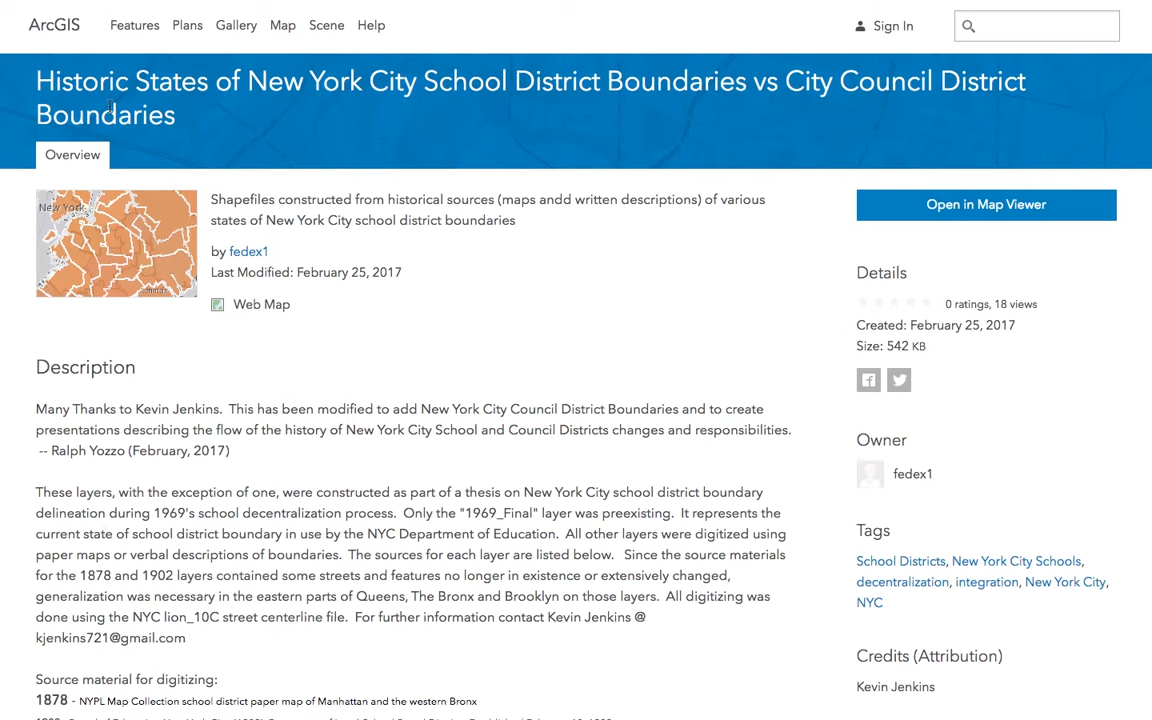 ArcGIS Features Plans Gallery Map Scene Help Sign In
Historic States of New York City School District Boundaries vs City Council District
Boundaries
Overview
New York
Shapefiles constructed from historical sources (maps andd written descriptions) of various
states of New York City school district boundaries
by fedex1
Last Modified: February 25, 2017
Web Map
Open in Map Viewer
Details
0 ratings, 18 views
Created: February 25, 2017
Size: 542 KB
Description
Many Thanks to Kevin Jenkins. This has been modified to add New York City Council District Boundaries and to create
presentations describing the flow of the history of New York City School and Council Districts changes and responsibilities.
-- Ralph Yozzo (February, 2017)
These layers, with the exception of one, were constructed as part of a thesis on New York City school district boundary
delineation during 1969's school decentralization process. Only the "1969_Final" layer was preexisting. It represents the
current state of school district boundary in use by the NYC Department of Education. All other layers were digitized using
paper maps or verbal descriptions of boundaries. The sources for each layer are listed below. Since the source materials
for the 1878 and 1902 layers contained some streets and features no longer in existence or extensively changed,
generalization was necessary in the eastern parts of Queens, The Bronx and Brooklyn on those layers. All digitizing was
done using the NYC lion_10C street centerline file. For further information contact Kevin Jenkins @
kjenkins721@gmail.com
Source material for digitizing:
1878 - NYPL Map Collection school district paper map of Manhattan and the western Bronx
Owner
fedex1
Tags
School Districts, New York City Schools,
decentralization, integration, New York City,
NYC
Credits (Attribution)
Kevin Jenkins